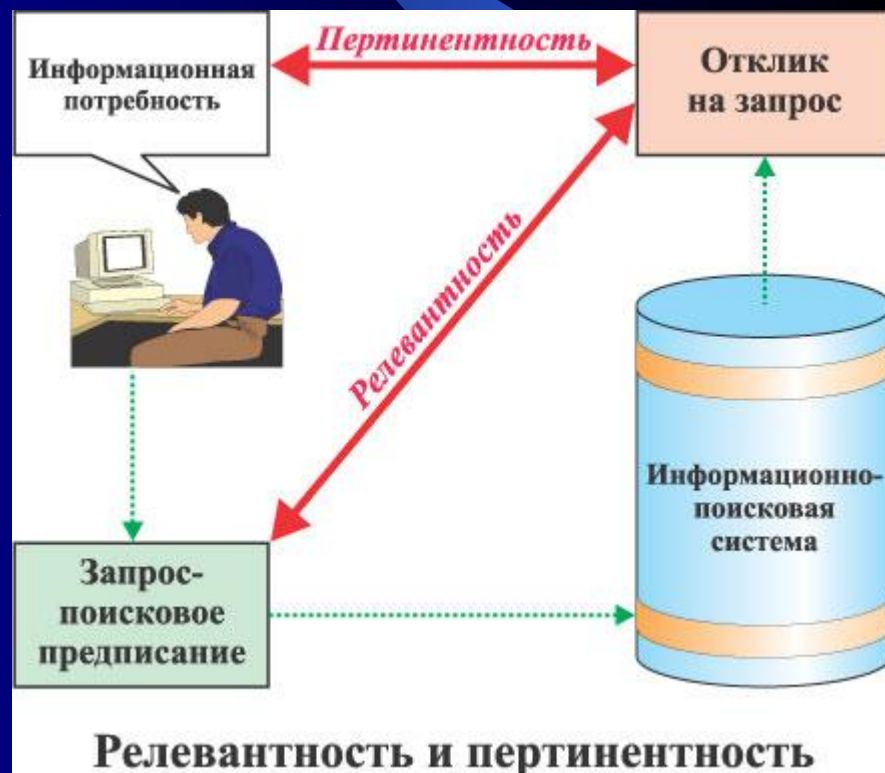 Пертинентность
Информационная
потребность
Отклик
на запрос
Релевантность
Информационно-
поисковая
система
Запрос-
поисковое
предписание
Релевантность и пертинентность